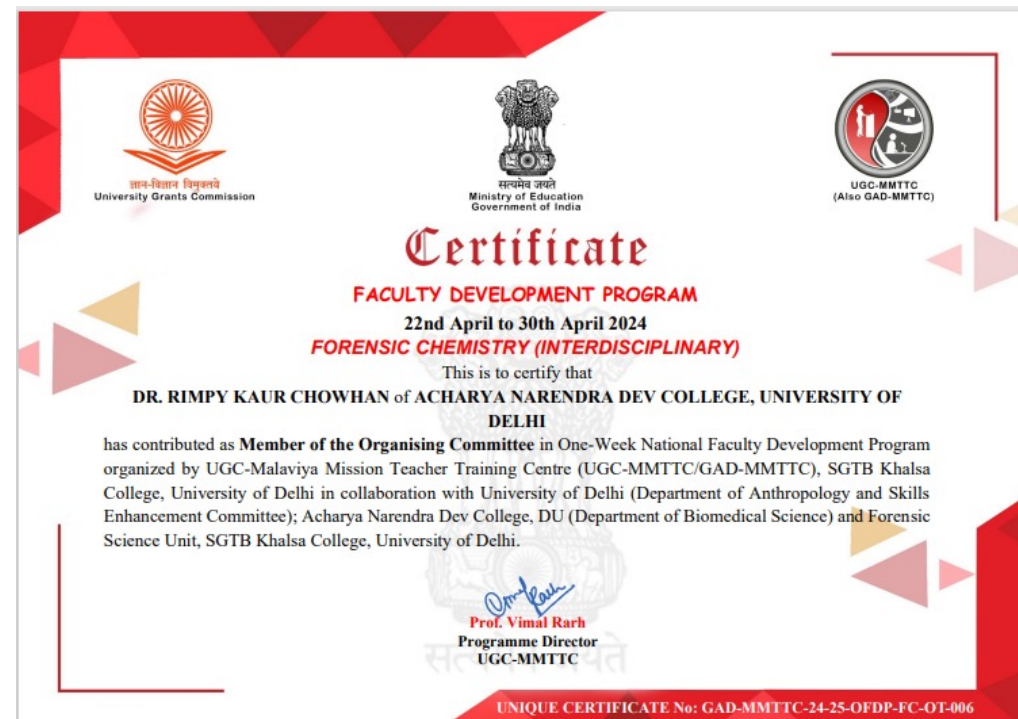 ज्ञान-विज्ञान विमुक्तये
University Grants Commission
सत्यमेव जयते
Ministry of Education
Government of India
UGC-MMTTC
(Also GAD-MMTTC)
Certificate
FACULTY DEVELOPMENT PROGRAM
22nd April to 30th April 2024
FORENSIC CHEMISTRY (INTERDISCIPLINARY)
This is to certify that
DR. RIMPY KAUR CHOWHAN of ACHARYA NARENDRA DEV COLLEGE, UNIVERSITY OF
DELHI
has contributed as Member of the Organising Committee in One-Week National Faculty Development Program
organized by UGC-Malaviya Mission Teacher Training Centre (UGC-MMTTC/GAD-MMTTC), SGTB Khalsa
College, University of Delhi in collaboration with University of Delhi (Department of Anthropology and Skills
Enhancement Committee); Acharya Narendra Dev College, DU (Department of Biomedical Science) and Forensic
Science Unit, SGTB Khalsa College, University of Delhi.
Prof. Vimal Rarh
Programme Director
UGC-MMTTC
सत्यमेव जयते
UNIQUE CERTIFICATE No: GAD-MMTTC-24-25-OFDP-FC-OT-006